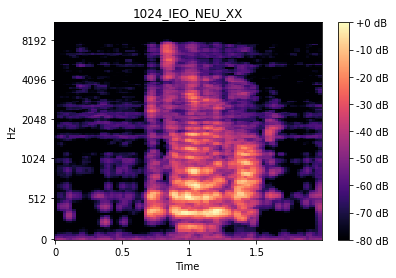 1024_IEO_NEU_XX
8192
4096
2048
1024
512
0
Hz
0
0.5
1
1.5
Time
+0 dB
-10 dB
-20 dB
-30 dB
-40 dB
-50 dB
-60 dB
-70 dB
-80 dB